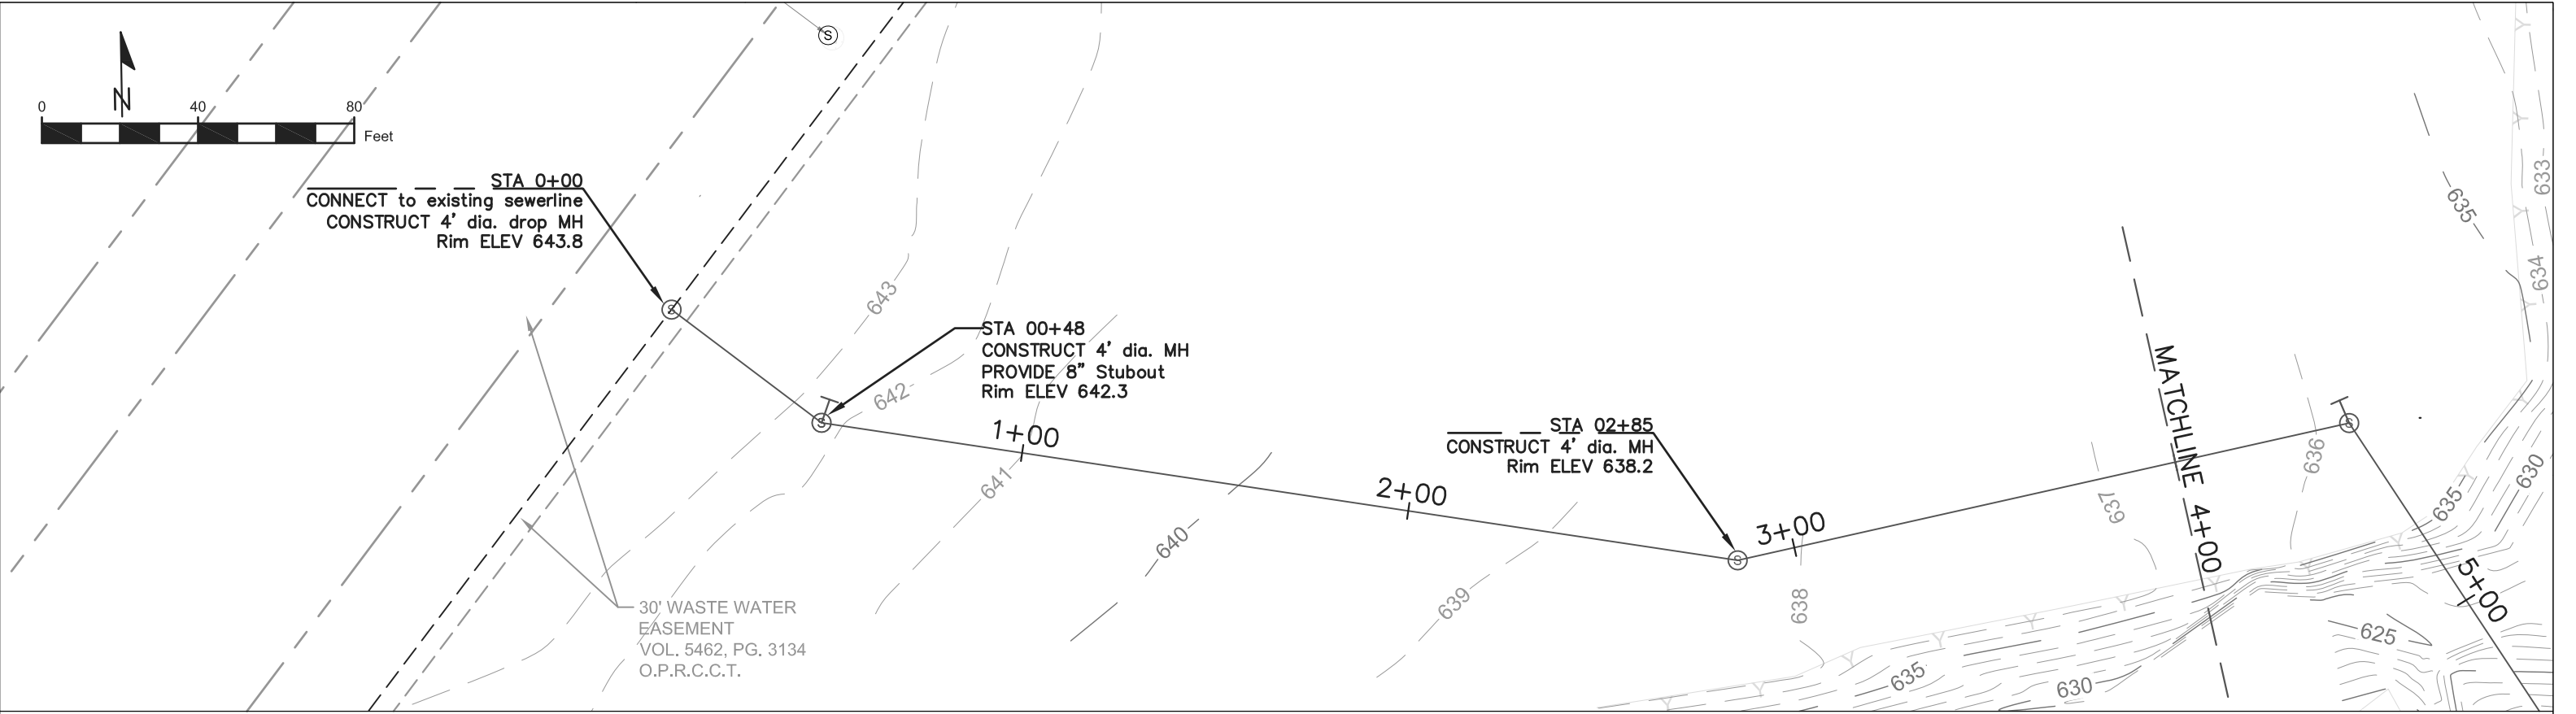 0 40 80
Feet
N
S
STA 0+00
CONNECT to existing sewerline
CONSTRUCT 4' dia. drop MH
Rim ELEV 643.8
S
643
STA 00+48
CONSTRUCT 4' dia. MH
PROVIDE 8" Stubout
Rim ELEV 642.3
642
S
1+00
641
2+00
640
STA 02+85
CONSTRUCT 4' dia. MH
Rim ELEV 638.2
S
3+00
639
638
637
MATCHLINE 4+00
636
S
635
633
634
630
635
5+00
625
635
630
30' WASTE WATER
EASEMENT
VOL. 5462, PG. 3134
O.P.R.C.C.T.